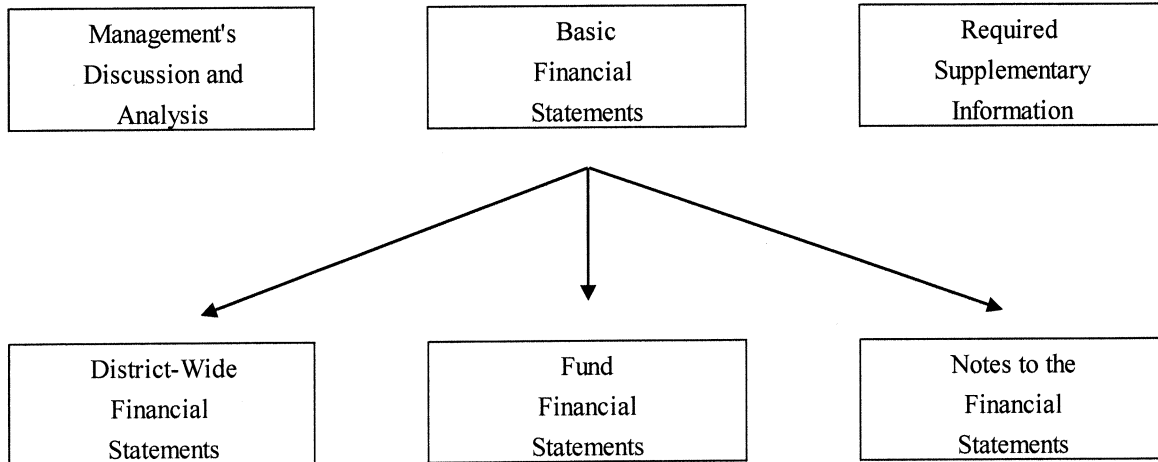 Management's
Discussion and
Analysis
Basic
Financial
Statements
Required
Supplementary
Information
District-Wide
Financial
Statements
Fund
Financial
Statements
Notes to the
Financial
Statements